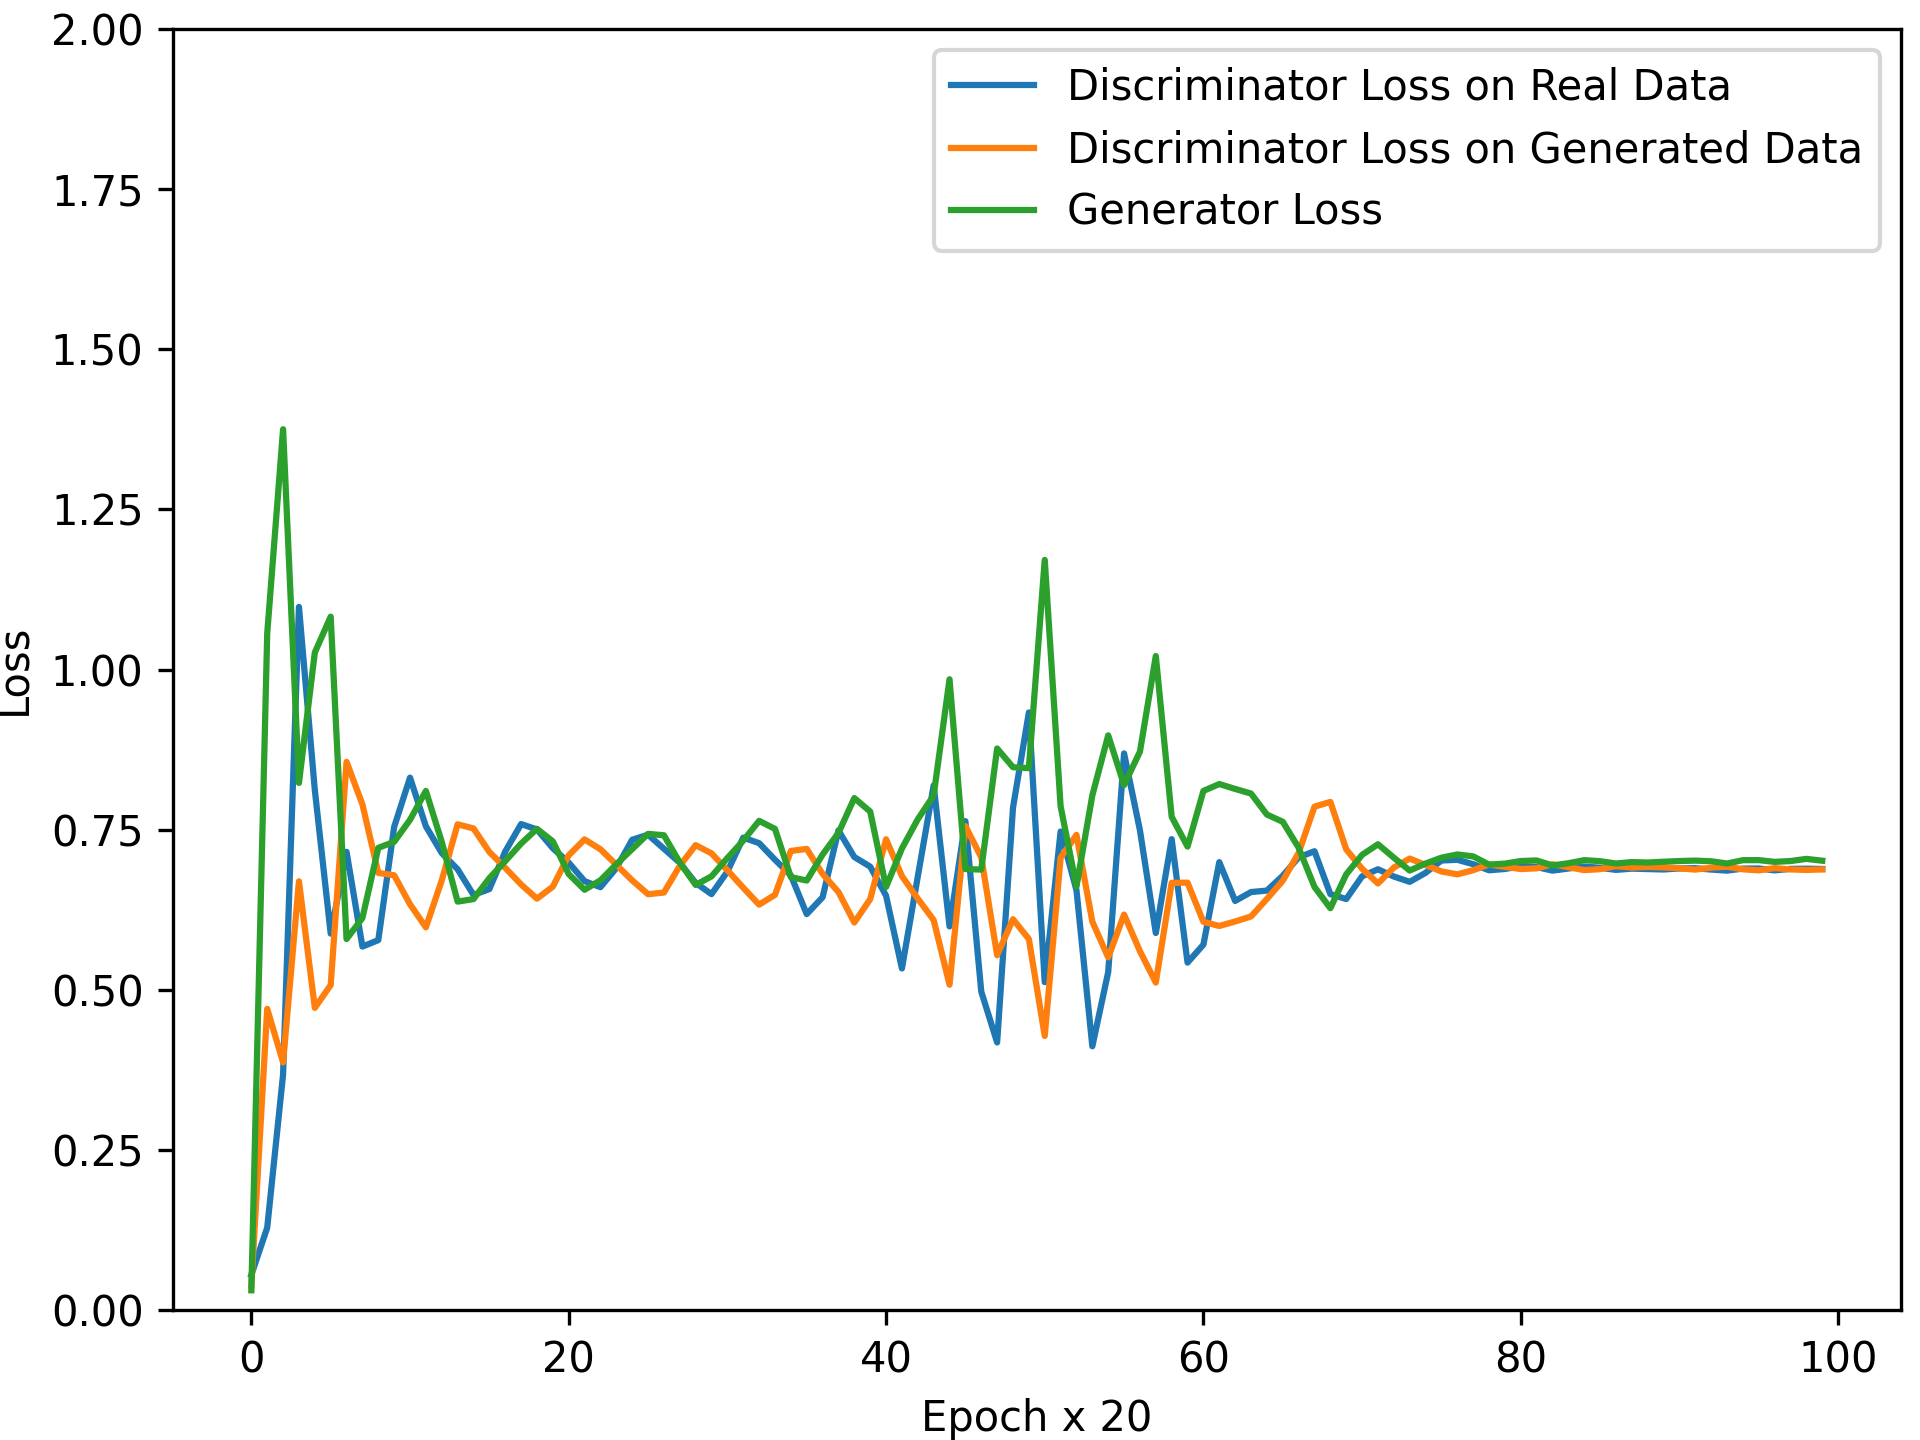 2.00
1.75
1.50
1.25
1.00
0.75
0.50
0.25
0.00
Loss
Discriminator Loss on Real Data
Discriminator Loss on Generated Data
Generator Loss
0 20 40 60 80 100
Epoch x 20